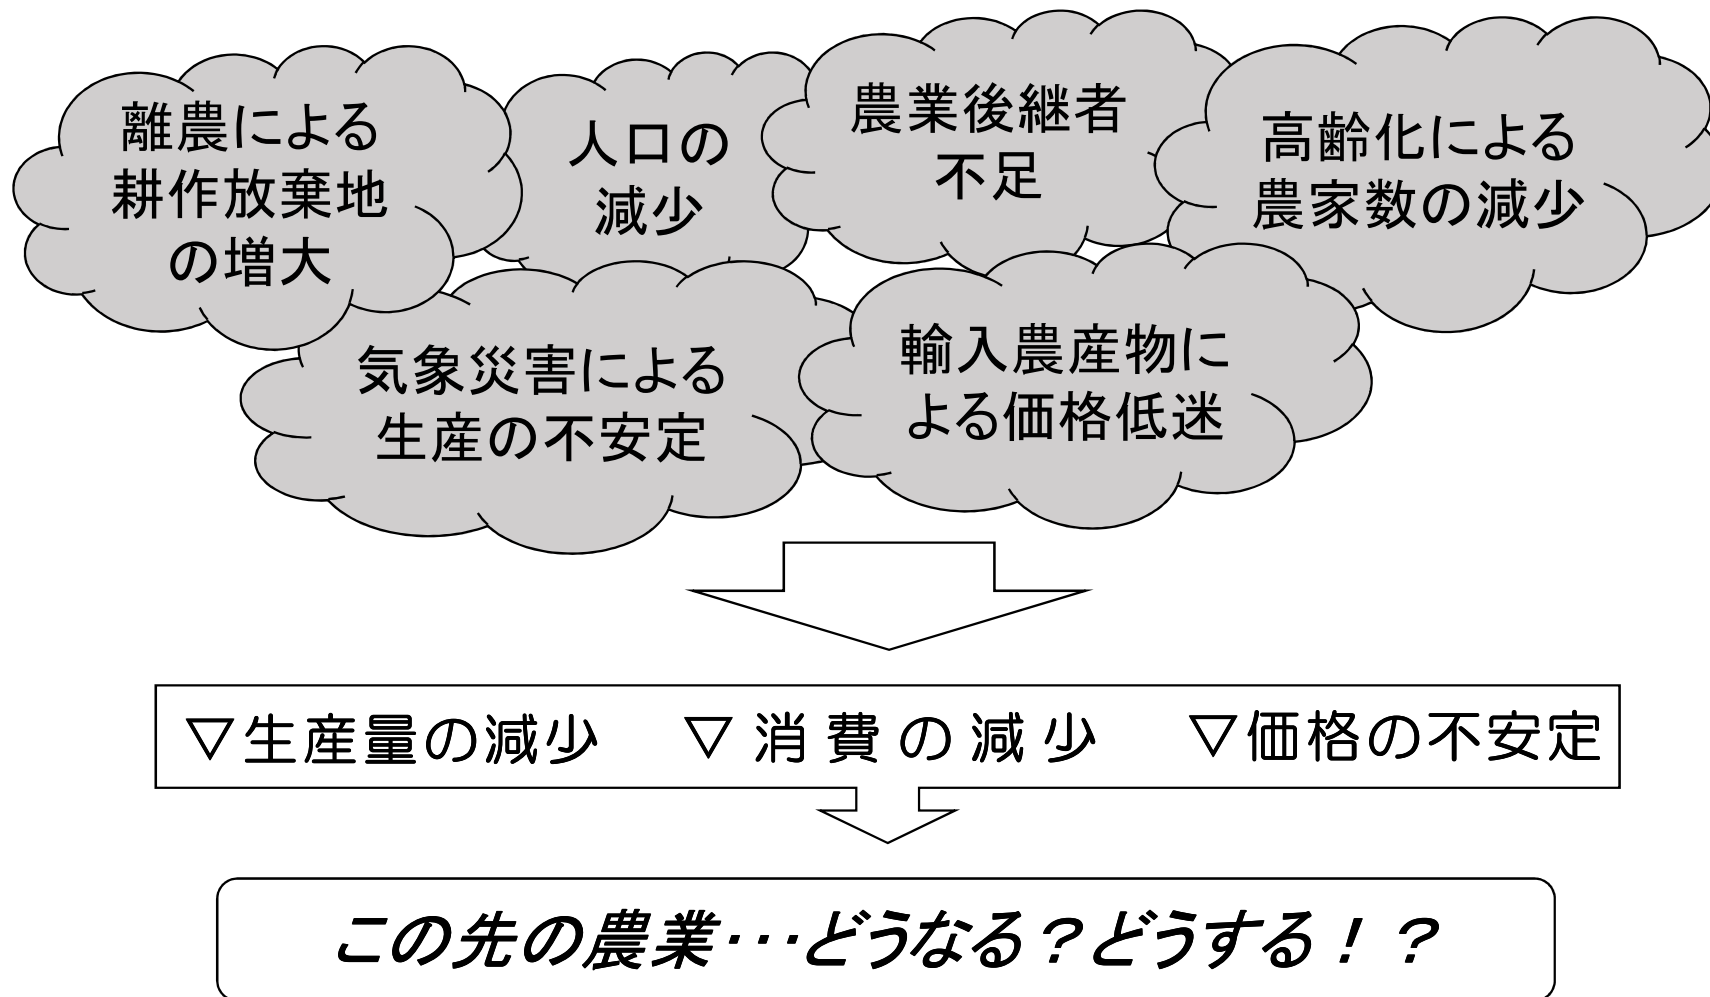 離農による
耕作放棄地
の増大
人口の
減少
農業後継者
不足
高齢化による
農家数の減少
気象災害による
生産の不安定
輸入農産物に
よる価格低迷
▽生産量の減少 ▽消費の減少 ▽価格の不安定
この先の農業…どうなる？どうする！？